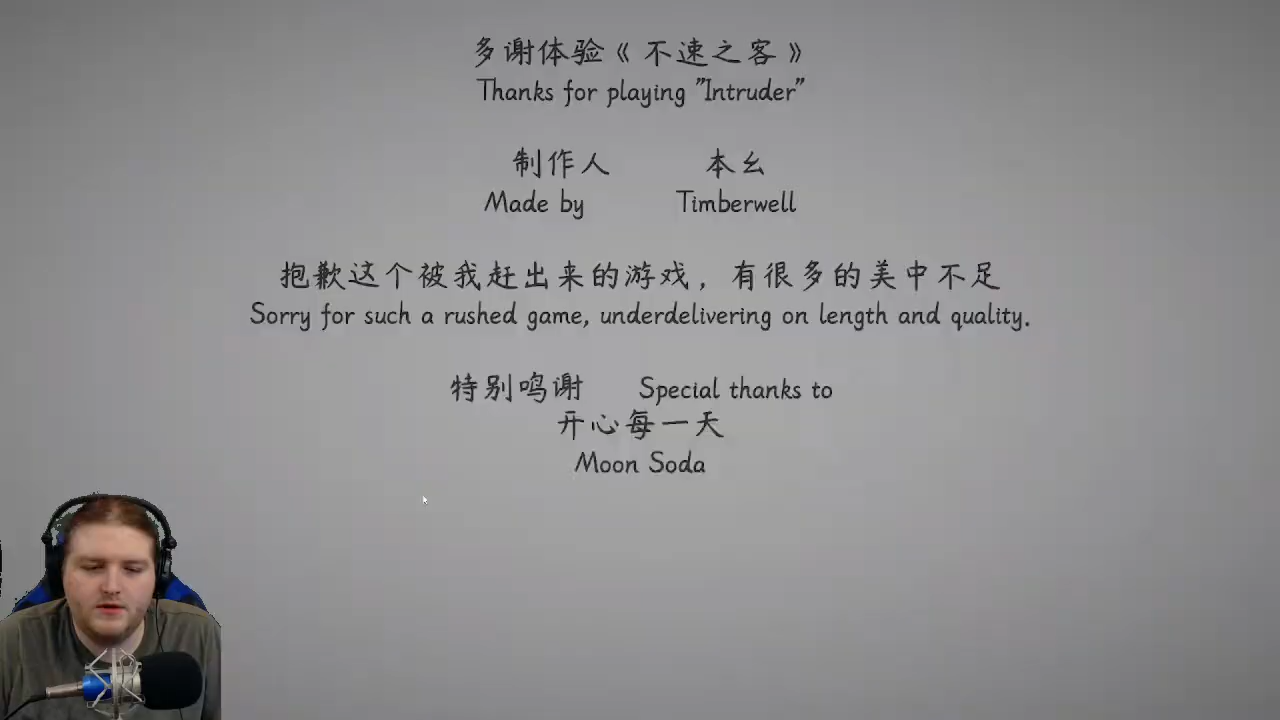 多谢体验《不速之客》
Thanks for playing "Intruder"
制作人 本幺
Made by Timberwell
抱歉这个被我赶出来的游戏，有很多的美中不足
Sorry for such a rushed game, underdelivering on length and quality.
特别鸣谢 Special thanks to
开心每一天
Moon Soda